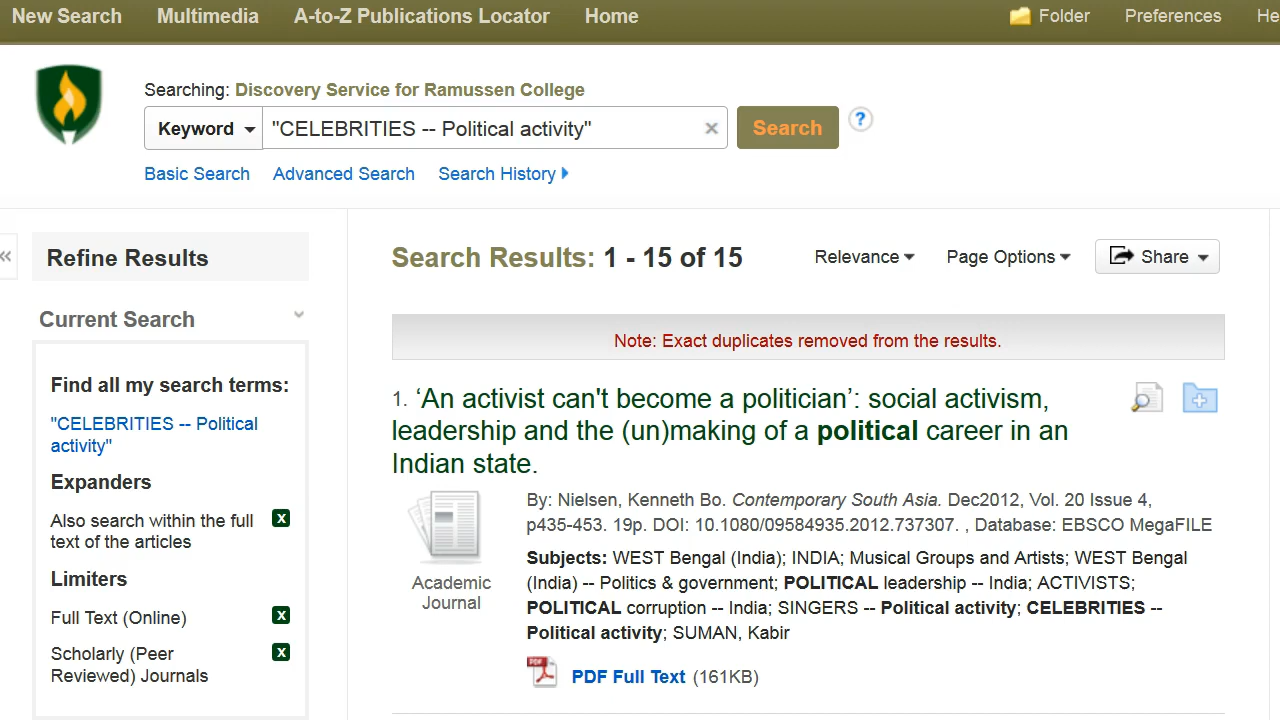 New Search Multimedia A-to-Z Publications Locator Home Folder Preferences
Searching: Discovery Service for Ramussen College
Keyword "CELEBRITIES -- Political activity" Search ?
Basic Search Advanced Search Search History
Refine Results
Current Search
Find all my search terms:
"CELEBRITIES -- Political
activity"
Expanders
Also search within the full
text of the articles
Limiters
Full Text (Online)
Scholarly (Peer
Reviewed) Journals
Search Results: 1 - 15 of 15 Relevance Page Options Share
Note: Exact duplicates removed from the results.
1. ‘An activist can't become a politician’: social activism,
leadership and the (un)making of a political career in an
Indian state.
Academic
Journal
By: Nielsen, Kenneth Bo. Contemporary South Asia. Dec2012, Vol. 20 Issue 4,
p435-453. 19p. DOI: 10.1080/09584935.2012.737307. , Database: EBSCO MegaFILE
Subjects: WEST Bengal (India); INDIA; Musical Groups and Artists; WEST Bengal
(India) -- Politics & government; POLITICAL leadership -- India; ACTIVISTS;
POLITICAL corruption -- India; SINGERS -- Political activity; CELEBRITIES --
Political activity; SUMAN, Kabir
PDF PDF Full Text (161KB)